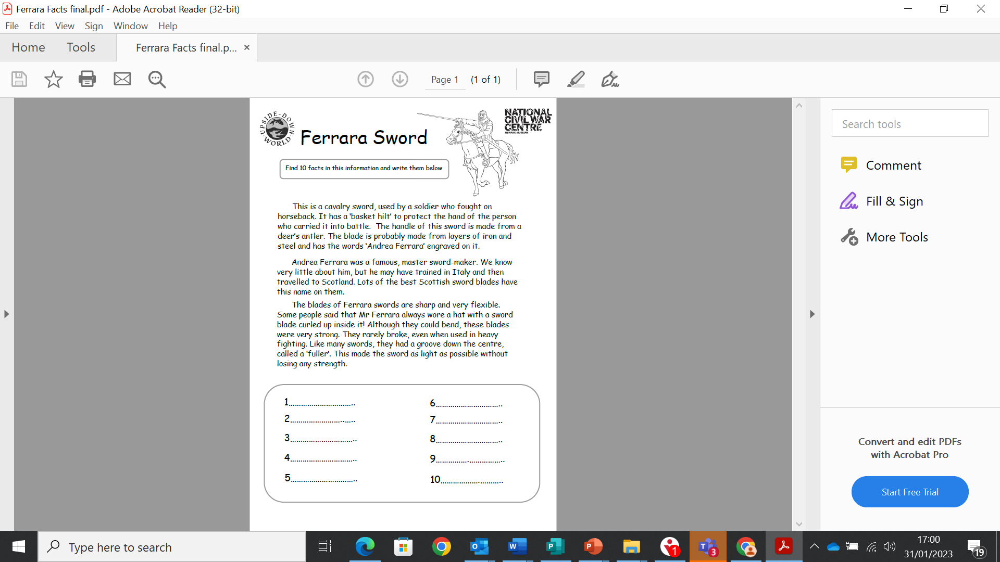 Ferrara Facts final.pdf - Adobe Acrobat Reader (32-bit)
File Edit View Sign Window Help
Home Tools Ferrara Facts final.p... ×
Page 1 (1 of 1)
UPSIDE-DOWN WORLD
NATIONAL
CIVIL WAR
CENTRE
NEWARK MUSEUM
Ferrara Sword
Find 10 facts in this information and write them below
This is a cavalry sword, used by a soldier who fought on
horseback. It has a ‘basket hilt’ to protect the hand of the person
who carried it into battle. The handle of this sword is made from a
deer’s antler. The blade is probably made from layers of iron and
steel and has the words ‘Andrea Ferrara’ engraved on it.
Andrea Ferrara was a famous, master sword-maker. We know
very little about him, but he may have trained in Italy and then
travelled to Scotland. Lots of the best Scottish sword blades have
this name on them.
The blades of Ferrara swords are sharp and very flexible.
Some people said that Mr Ferrara always wore a hat with a sword
blade curled up inside it! Although they could bend, these blades
were very strong. They rarely broke, even when used in heavy
fighting. Like many swords, they had a groove down the centre,
called a ‘fuller’. This made the sword as light as possible without
losing any strength.
1.................................
2.................................
3.................................
4.................................
5.................................
6.................................
7.................................
8.................................
9.................................
10...............................
Search tools
Comment
Fill & Sign
More Tools
Convert and edit PDFs
with Acrobat Pro
Start Free Trial
Type here to search
1
3
17:00
31/01/2023
19